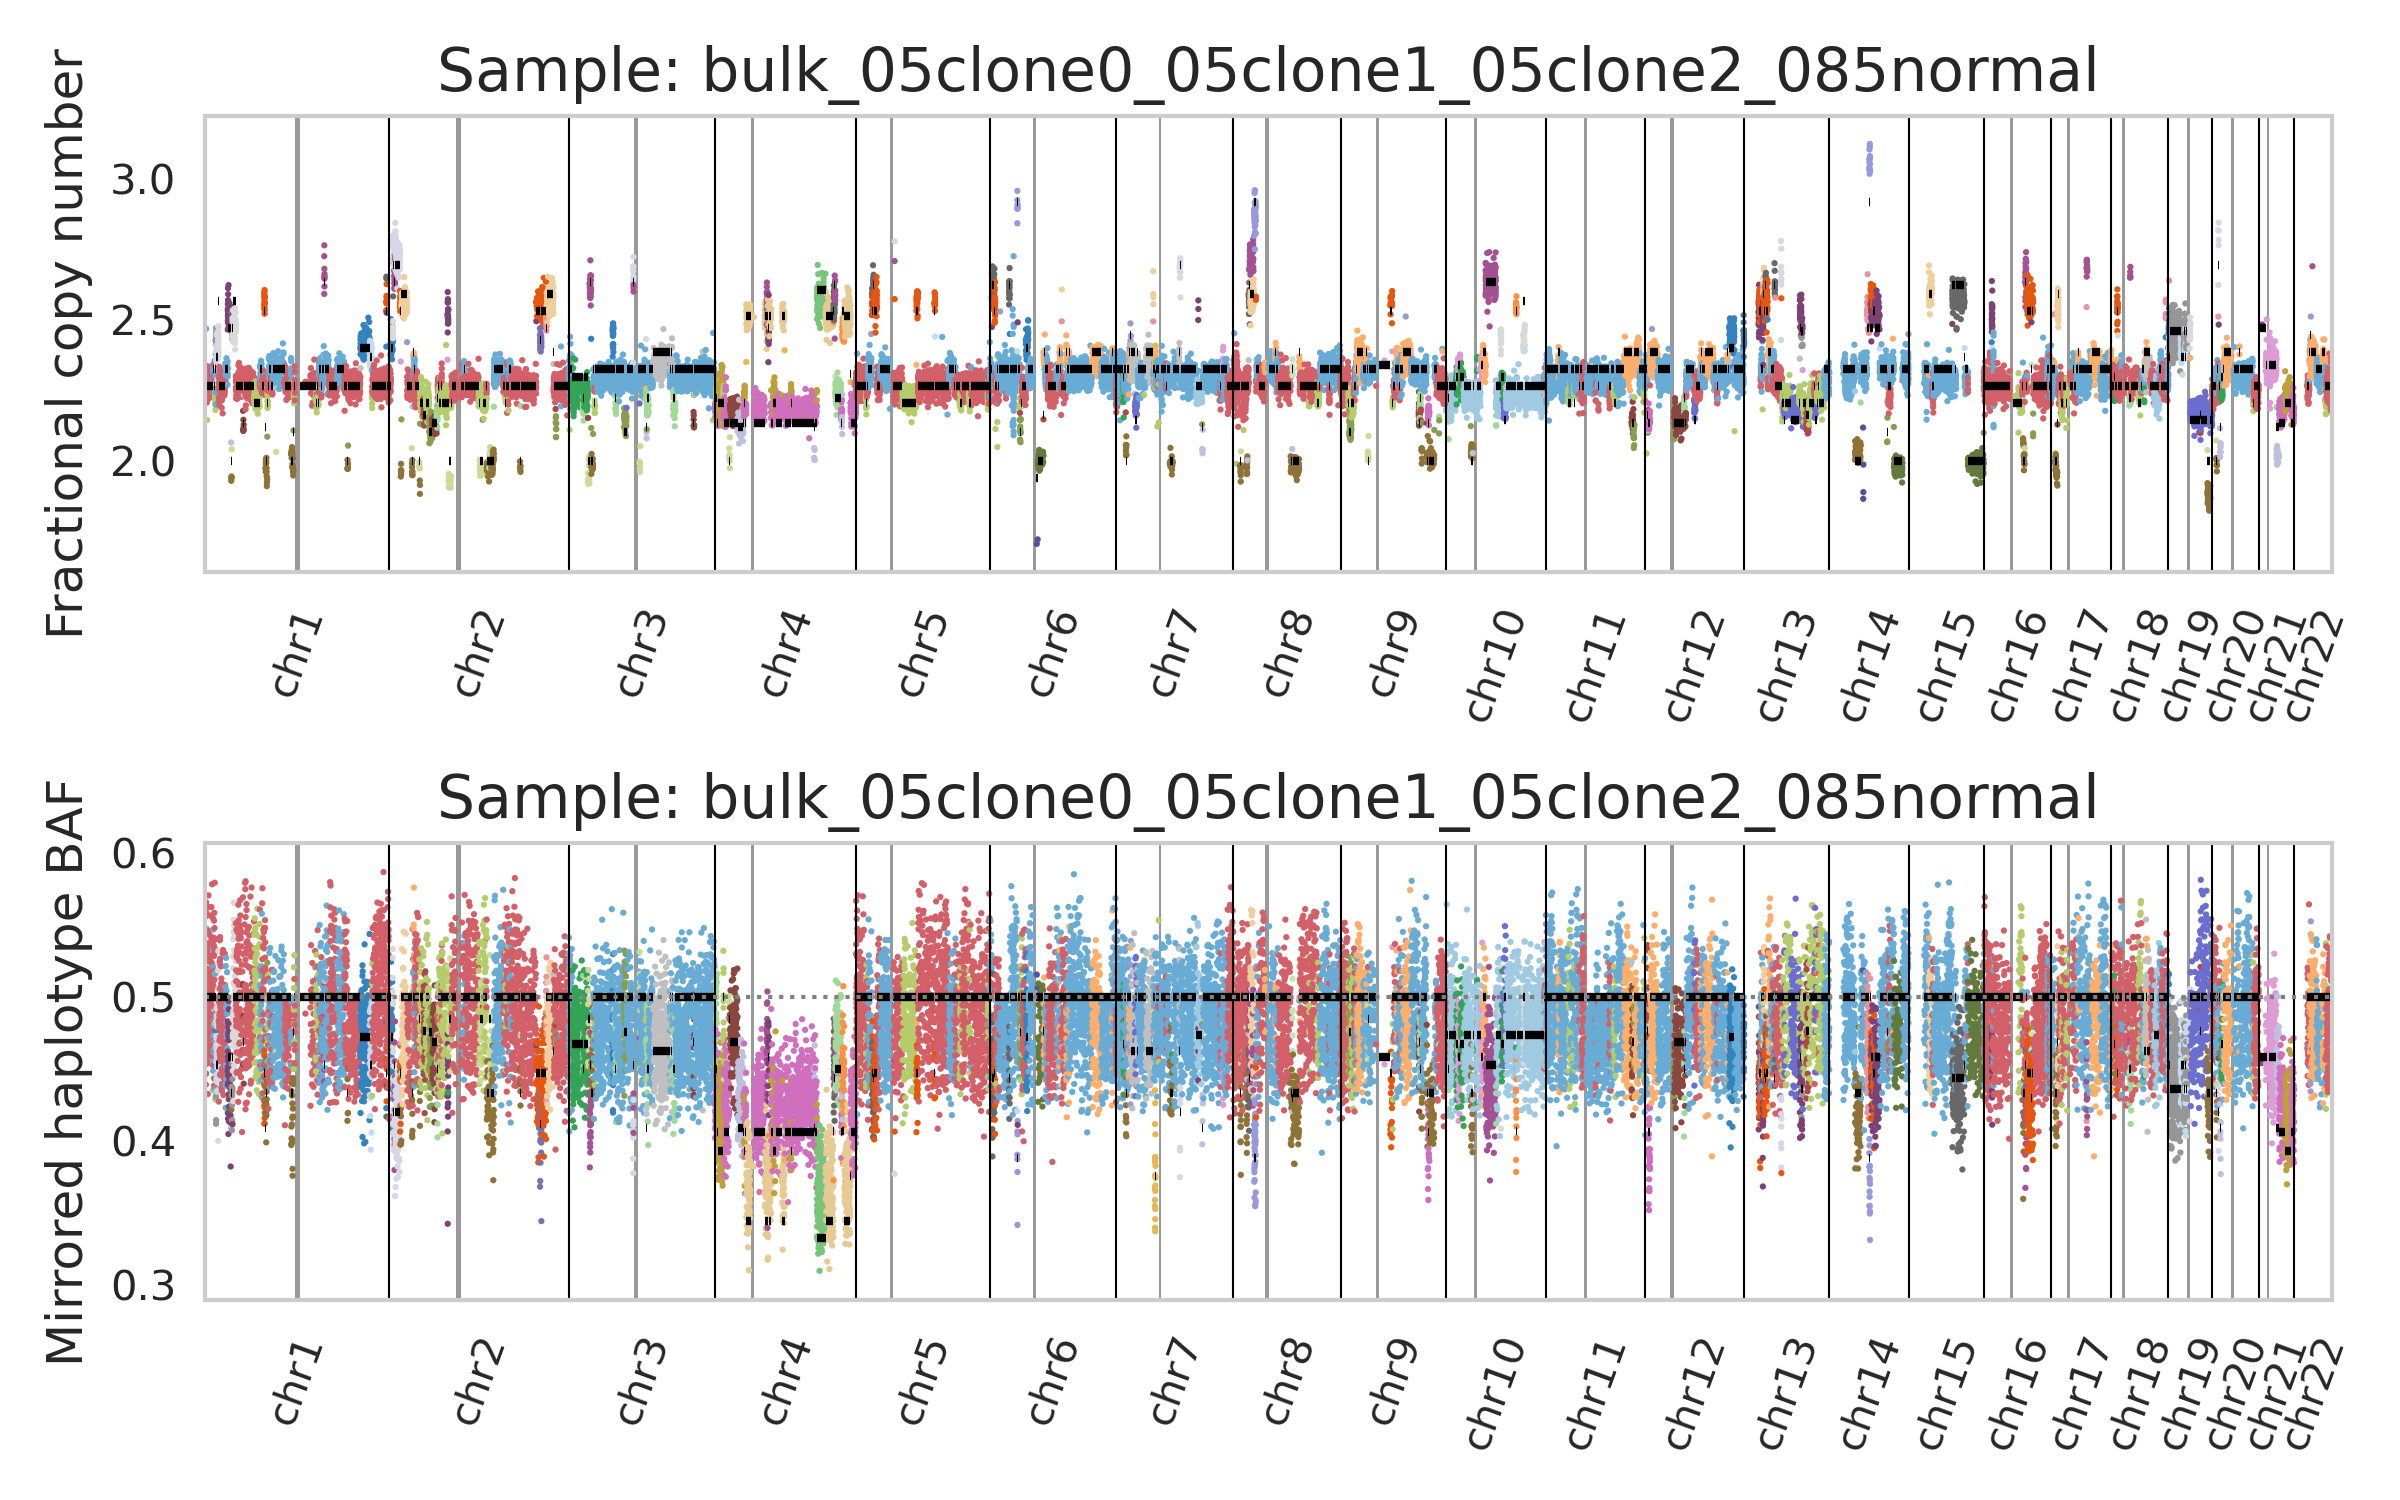 Sample: bulk_05clone0_05clone1_05clone2_085normal
Fractional copy number
3.0
2.5
2.0
chr1
chr2
chr3
chr4
chr5
chr6
chr7
chr8
chr9
chr10
chr11
chr12
chr13
chr14
chr15
chr16
chr17
chr18
chr19
chr20
chr21
chr22
Sample: bulk_05clone0_05clone1_05clone2_085normal
Mirrored haplotype BAF
0.6
0.5
0.4
0.3
chr1
chr2
chr3
chr4
chr5
chr6
chr7
chr8
chr9
chr10
chr11
chr12
chr13
chr14
chr15
chr16
chr17
chr18
chr19
chr20
chr21
chr22